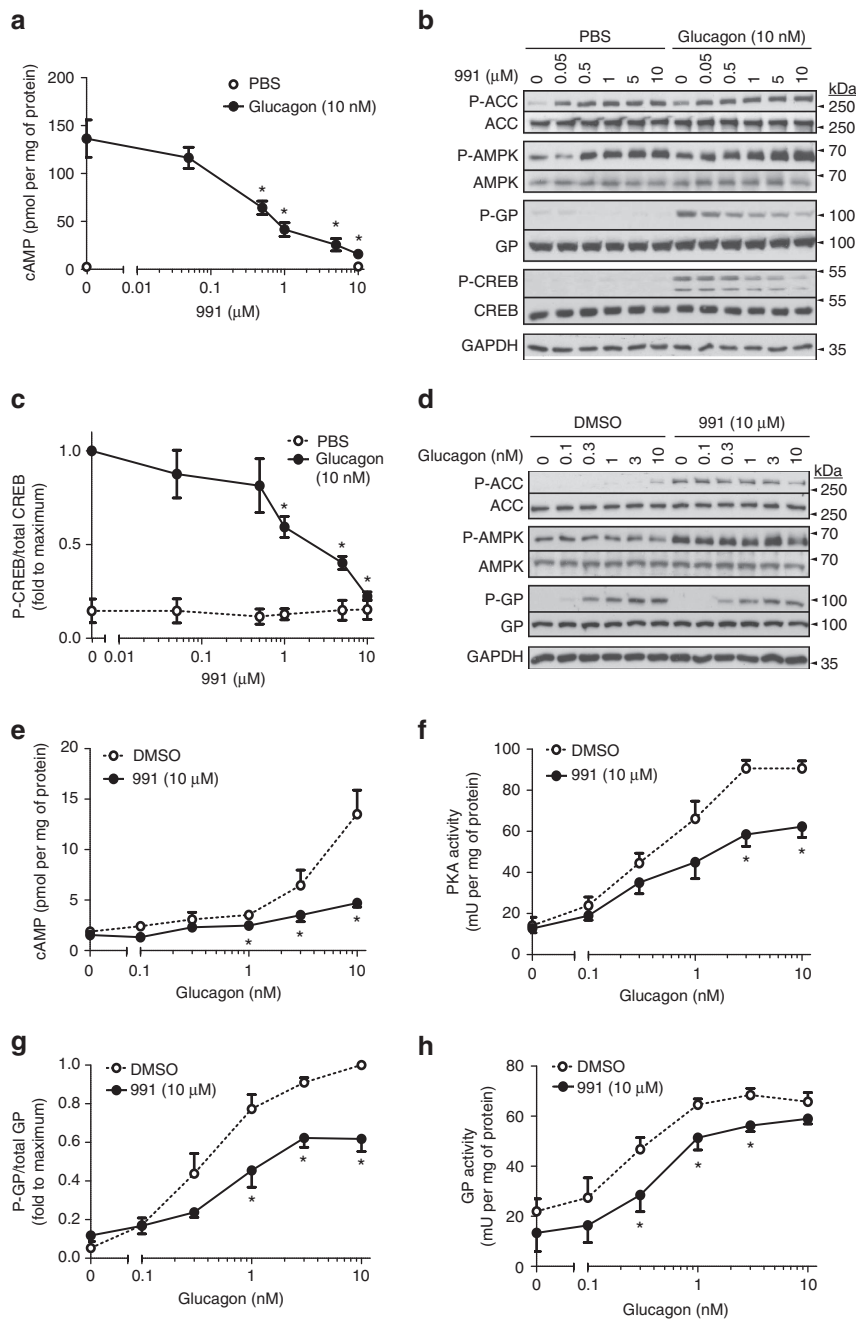 a
200
150
100
50
0
cAMP (pmol per mg of protein)
PBS
Glucagon (10 nM)
* * * *
0 0.01 0.1 1 10
991 (μM)
b
PBS Glucagon (10 nM)
991 (μM) 0 0.05 0.5 1 5 10 0 0.05 0.5 1 5 10 kDa
P-ACC 250
ACC 250
P-AMPK 70
AMPK 70
P-GP 100
GP 100
P-CREB 55
CREB 55
GAPDH 35
c
1.0
0.5
0.0
P-CREB/total CREB
(fold to maximum)
PBS
Glucagon
(10 nM)
* * *
0 0.01 0.1 1 10
991 (μM)
d
DMSO 991 (10 μM)
Glucagon (nM) 0 0.1 0.3 1 3 10 0 0.1 0.3 1 3 10 kDa
P-ACC 250
ACC 250
P-AMPK 70
AMPK 70
P-GP 100
GP 100
GAPDH 35
e
20
15
10
5
0
cAMP (pmol per mg of protein)
DMSO
991 (10 μM)
* * *
0 0.1 1 10
Glucagon (nM)
f
100
80
60
40
20
0
PKA activity
(mU per mg of protein)
DMSO
991 (10 μM)
* *
0 0.1 1 10
Glucagon (nM)
g
1.0
0.8
0.6
0.4
0.2
0.0
P-GP/total GP
(fold to maximum)
DMSO
991 (10 μM)
* * *
0 0.1 1 10
Glucagon (nM)
h
80
60
40
20
0
GP activity
(mU per mg of protein)
DMSO
991 (10 μM)
* * *
0 0.1 1 10
Glucagon (nM)